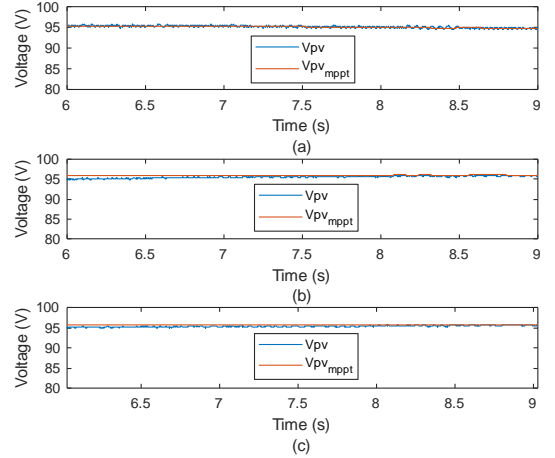 100
95
90
85
80
Voltage (V)
Vpv
Vpv_mppt
6 6.5 7 7.5 8 8.5 9
Time (s)
(a)
100
95
90
85
80
Voltage (V)
Vpv
Vpv_mppt
6 6.5 7 7.5 8 8.5 9
Time (s)
(b)
100
95
90
85
80
Voltage (V)
Vpv
Vpv_mppt
6.5 7 7.5 8 8.5 9
Time (s)
(c)